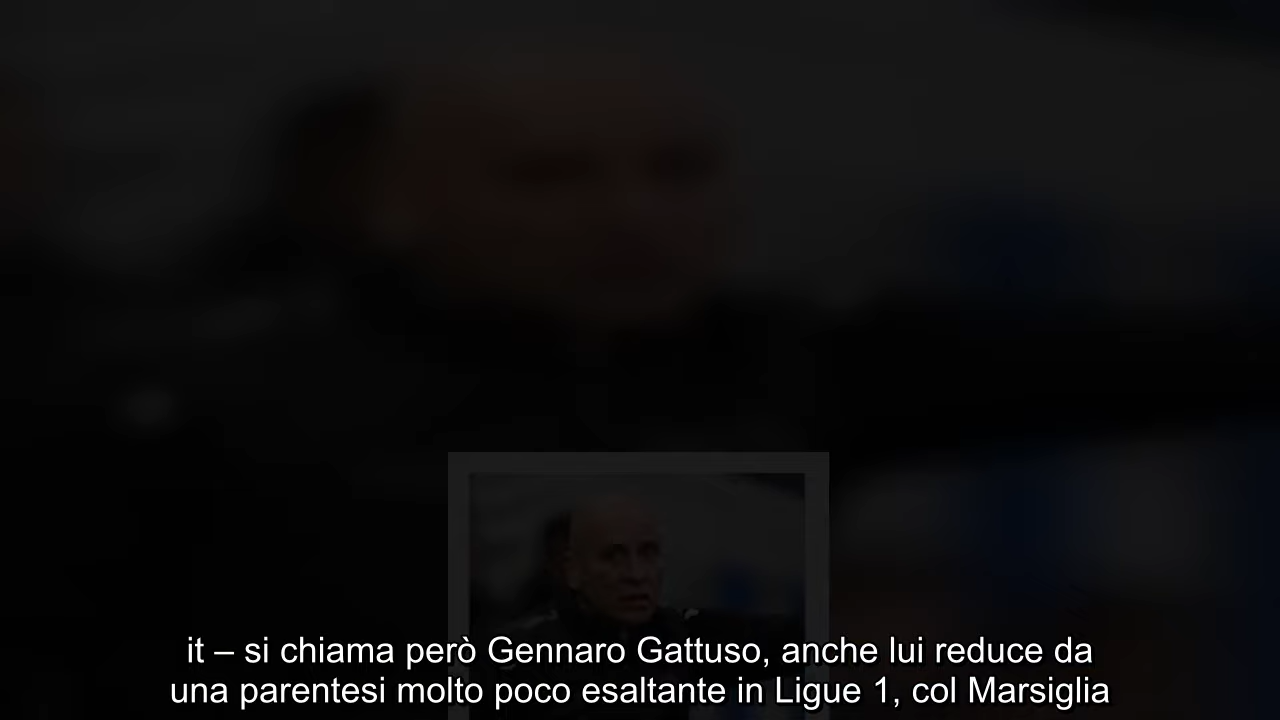 it – si chiama però Gennaro Gattuso, anche lui reduce da
una parentesi molto poco esaltante in Ligue 1, col Marsiglia